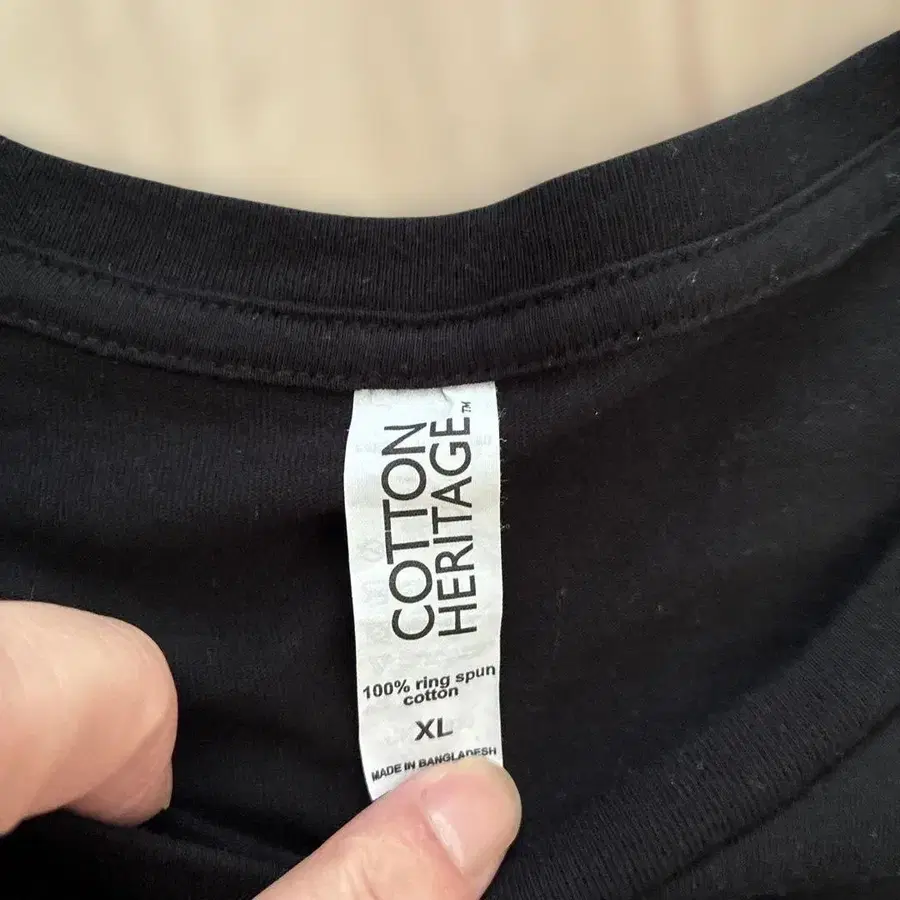 COTTON
HERITAGE™
100% ring spun
cotton
XL
MADE IN BANGLADESH